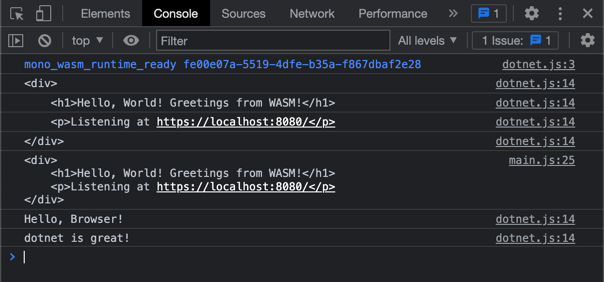 Elements Console Sources Network Performance » 1
top Filter All levels 1 Issue: 1
mono_wasm_runtime_ready fe00e07a-5519-4dfe-b35a-f867dbaf2e28 dotnet.js:3
<div> dotnet.js:14
<h1>Hello, World! Greetings from WASM!</h1> dotnet.js:14
<p>Listening at https://localhost:8080/</p> dotnet.js:14
</div> dotnet.js:14
<div> main.js:25
<h1>Hello, World! Greetings from WASM!</h1>
<p>Listening at https://localhost:8080/</p>
</div>
Hello, Browser! dotnet.js:14
dotnet is great! dotnet.js:14
>